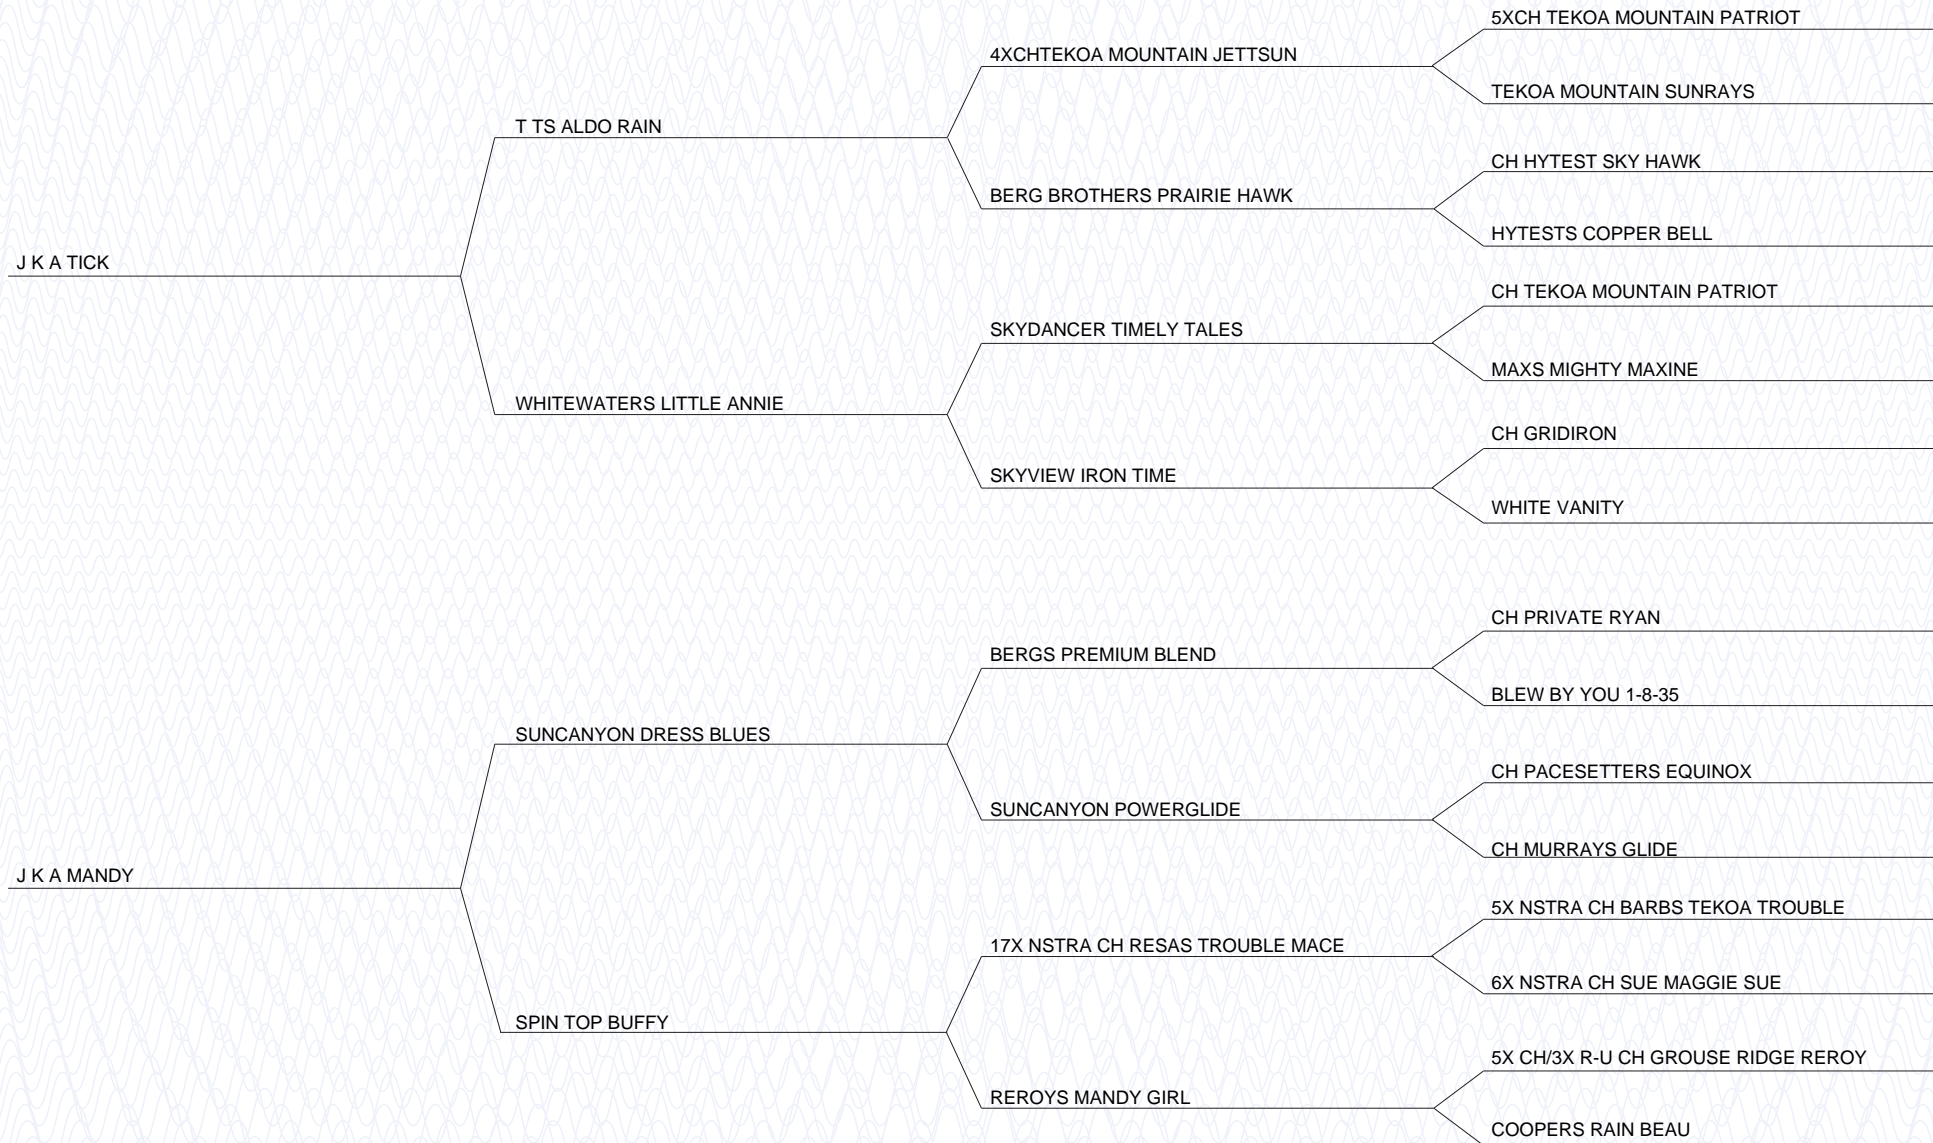 5XCH TEKOA MOUNTAIN PATRIOT
4XCHTEKOA MOUNTAIN JETTSUN
TEKOA MOUNTAIN SUNRAYS
T TS ALDO RAIN
CH HYTEST SKY HAWK
BERG BROTHERS PRAIRIE HAWK
HYTESTS COPPER BELL
J K A TICK
CH TEKOA MOUNTAIN PATRIOT
SKYDANCER TIMELY TALES
MAXS MIGHTY MAXINE
WHITEWATERS LITTLE ANNIE
CH GRIDIRON
SKYVIEW IRON TIME
WHITE VANITY
CH PRIVATE RYAN
BERGS PREMIUM BLEND
BLEW BY YOU 1-8-35
SUNCANYON DRESS BLUES
CH PACESETTERS EQUINOX
SUNCANYON POWERGLIDE
CH MURRAYS GLIDE
J K A MANDY
5X NSTRA CH BARBS TEKOA TROUBLE
17X NSTRA CH RESAS TROUBLE MACE
6X NSTRA CH SUE MAGGIE SUE
SPIN TOP BUFFY
5X CH/3X R-U CH GROUSE RIDGE REROY
REROYS MANDY GIRL
COOPERS RAIN BEAU